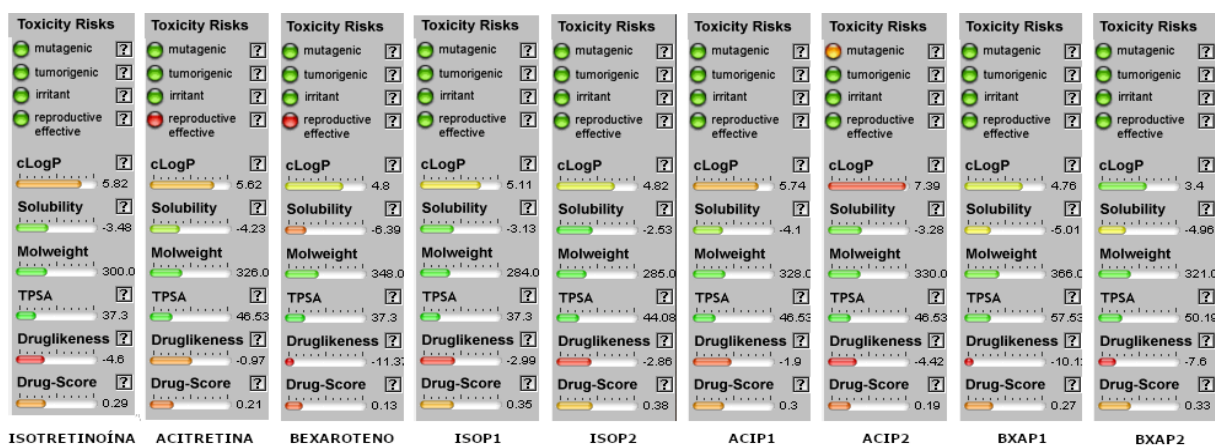 Toxicity Risks Toxicity Risks Toxicity Risks Toxicity Risks Toxicity Risks Toxicity Risks Toxicity Risks Toxicity Risks Toxicity Risks
mutagenic ? mutagenic ? mutagenic ? mutagenic ? mutagenic ? mutagenic ? mutagenic ? mutagenic ? mutagenic ?
tumorigenic ? tumorigenic ? tumorigenic ? tumorigenic ? tumorigenic ? tumorigenic ? tumorigenic ? tumorigenic ? tumorigenic ?
irritant ? irritant ? irritant ? irritant ? irritant ? irritant ? irritant ? irritant ? irritant ?
reproductive ? reproductive ? reproductive ? reproductive ? reproductive ? reproductive ? reproductive ? reproductive ? reproductive ?
effective effective effective effective effective effective effective effective effective
cLogP ? cLogP ? cLogP ? cLogP ? cLogP ? cLogP ? cLogP ? cLogP ? cLogP ?
5.82 5.62 4.8 5.11 4.82 5.74 7.39 4.76 3.4
Solubility ? Solubility ? Solubility ? Solubility ? Solubility ? Solubility ? Solubility ? Solubility ? Solubility ?
-3.48 -4.23 -6.39 -3.13 -2.53 -4.1 -3.28 -5.01 -4.96
Molweight Molweight Molweight Molweight Molweight Molweight Molweight Molweight Molweight
300.0 326.0 348.0 284.0 285.0 328.0 330.0 366.0 321.0
TPSA ? TPSA ? TPSA ? TPSA ? TPSA ? TPSA ? TPSA ? TPSA ? TPSA ?
37.3 46.53 37.3 37.3 44.08 46.53 46.53 57.53 50.19
Druglikeness ? Druglikeness ? Druglikeness ? Druglikeness ? Druglikeness ? Druglikeness ? Druglikeness ? Druglikeness ? Druglikeness ?
-4.6 -0.97 -11.3 -2.99 -2.86 -1.9 -4.42 -10.1 -7.6
Drug-Score ? Drug-Score ? Drug-Score ? Drug-Score ? Drug-Score ? Drug-Score ? Drug-Score ? Drug-Score ? Drug-Score ?
0.29 0.21 0.13 0.35 0.38 0.3 0.19 0.27 0.33
ISOTRETINOÍNA ACITRETINA BEXAROTENO ISOP1 ISOP2 ACIP1 ACIP2 BXAP1 BXAP2